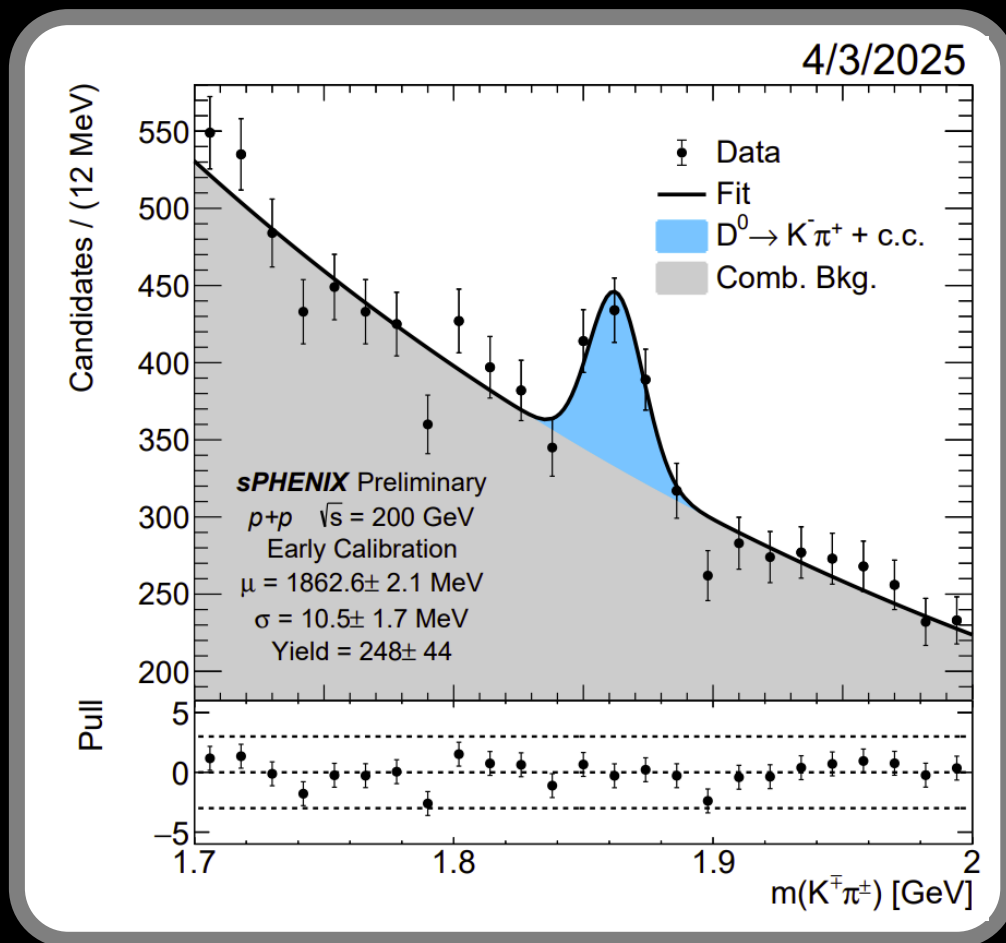 4/3/2025
Candidates / (12 MeV)
550
500
450
400
350
300
250
200
Data
Fit
D⁰→ K⁻π⁺ + c.c.
Comb. Bkg.
sPHENIX Preliminary
p+p √s = 200 GeV
Early Calibration
μ = 1862.6± 2.1 MeV
σ = 10.5± 1.7 MeV
Yield = 248± 44
Pull
5
0
−5
1.7 1.8 1.9 2
m(K∓π±) [GeV]